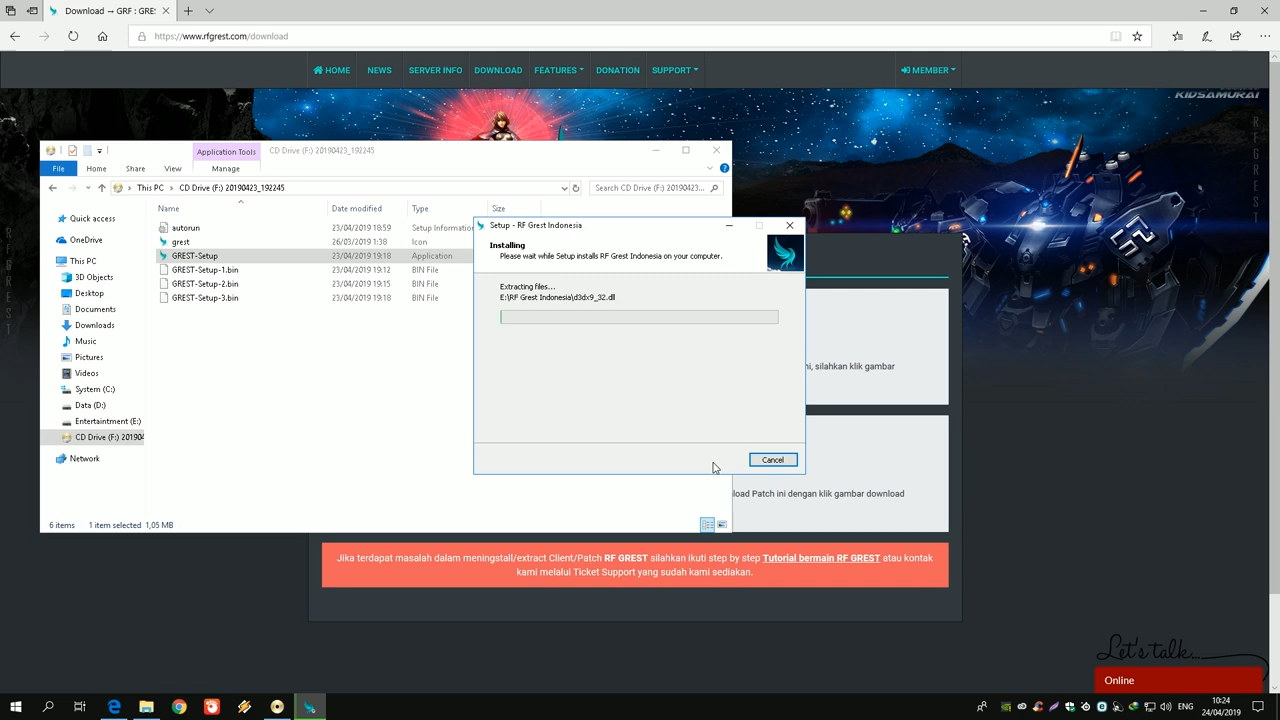 Download → GRF : GRES
https://www.rfgrest.com/download
HOME
NEWS
SERVER INFO
DOWNLOAD
FEATURES
DONATION
SUPPORT
MEMBER
KIDSAMURAI
RFGREST
Application Tools
CD Drive (F:) 20190423_192245
File
Home
Share
View
Manage
This PC
CD Drive (F:) 20190423_192245
Search CD Drive (F:) 20190423...
Name
Date modified
Type
Size
Quick access
OneDrive
This PC
3D Objects
Desktop
Documents
Downloads
Music
Pictures
Videos
System (C:)
Data (D:)
Entertaintment (E:)
CD Drive (F:) 20190
Network
autorun
23/04/2019 18:59
Setup Informatio
grest
26/03/2019 1:38
Icon
GREST-Setup
23/04/2019 19:18
Application
GREST-Setup-1.bin
23/04/2019 19:12
BIN File
GREST-Setup-2.bin
23/04/2019 19:15
BIN File
GREST-Setup-3.bin
23/04/2019 19:18
BIN File
6 items
1 item selected 1,05 MB
Setup - RF Grest Indonesia
Installing
Please wait while Setup installs RF Grest Indonesia on your computer.
Extracting files...
E:\RF Grest Indonesia\d3dx9_32.dll
Cancel
ni, silahkan klik gambar
load Patch ini dengan klik gambar download
Jika terdapat masalah dalam meningstall/extract Client/Patch RF GREST silahkan ikuti step by step Tutorial bermain RF GREST atau kontak
kami melalui Ticket Support yang sudah kami sediakan.
Let's talk...
Online
ENG
10:24
24/04/2019